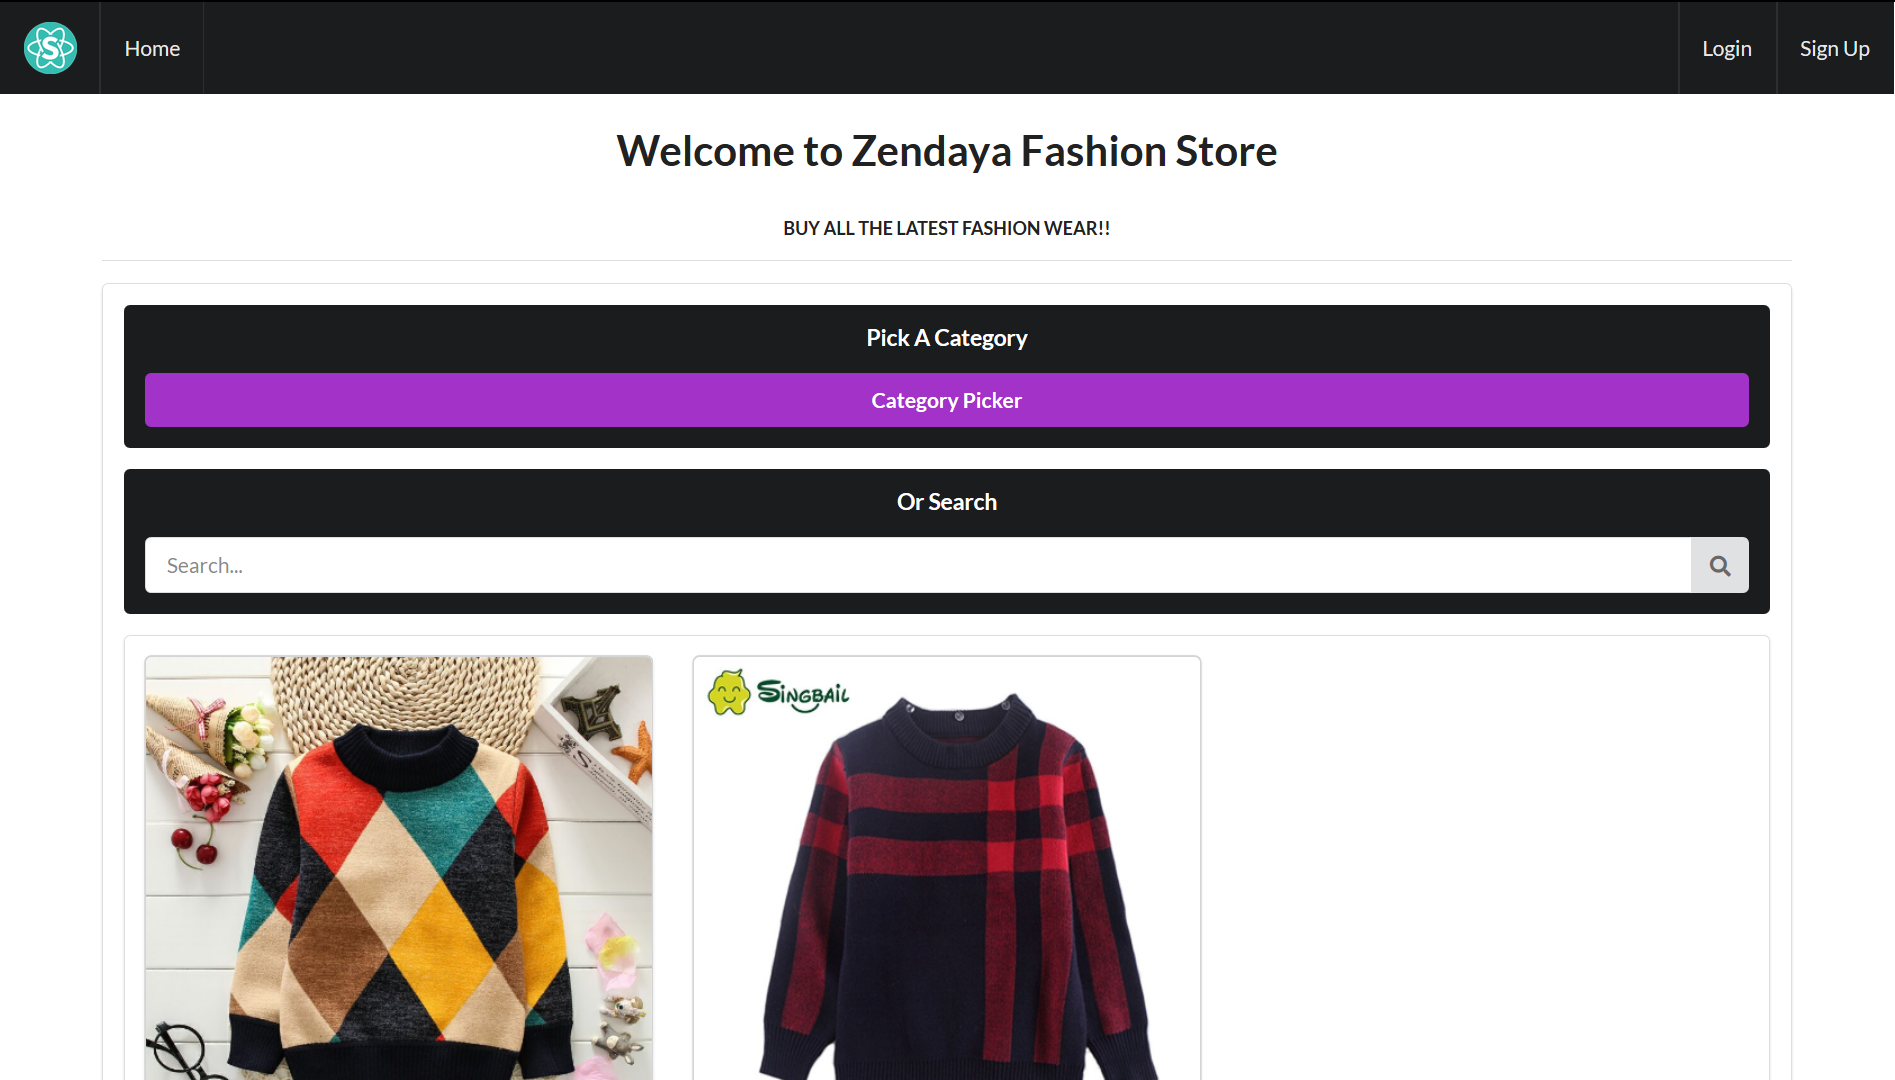 S
Home
Login
Sign Up
Welcome to Zendaya Fashion Store
BUY ALL THE LATEST FASHION WEAR!!
Pick A Category
Category Picker
Or Search
Search...
SINGBAIL